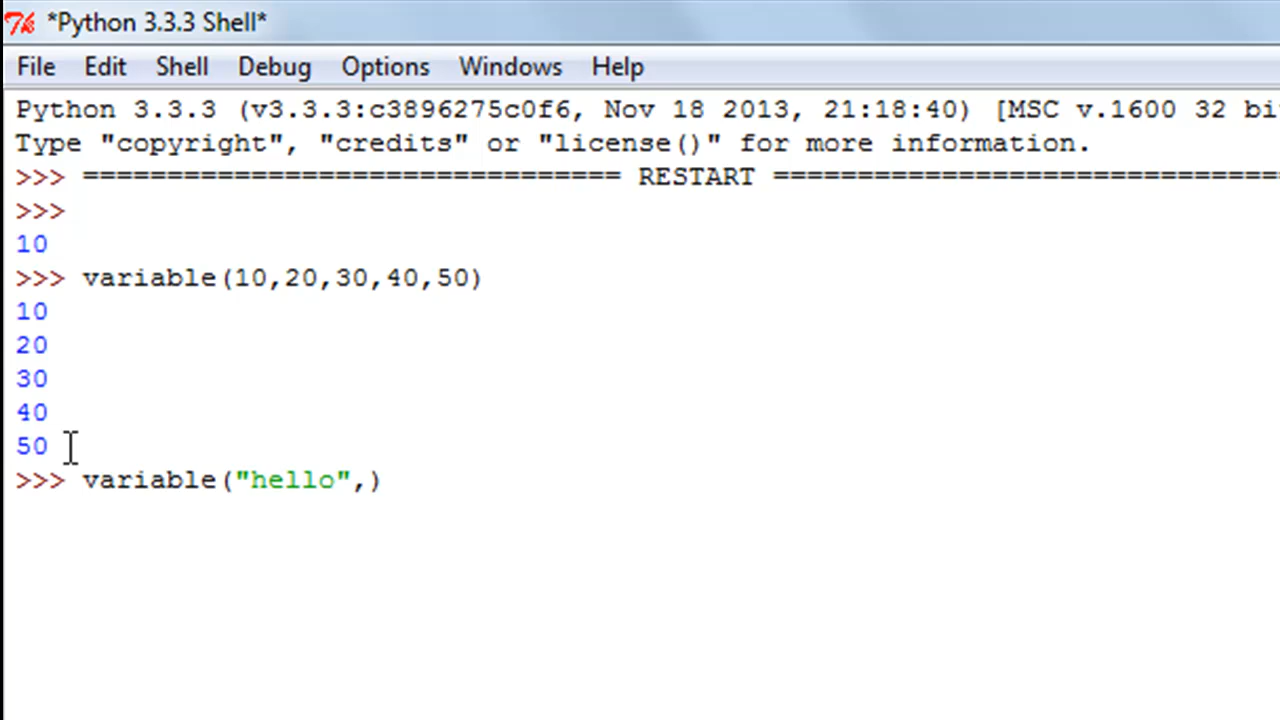 *Python 3.3.3 Shell*
File Edit Shell Debug Options Windows Help
Python 3.3.3 (v3.3.3:c3896275c0f6, Nov 18 2013, 21:18:40) [MSC v.1600 32 bi
Type "copyright", "credits" or "license()" for more information.
>>> ================================ RESTART ==============================
>>>
10
>>> variable(10,20,30,40,50)
10
20
30
40
50
>>> variable("hello",)